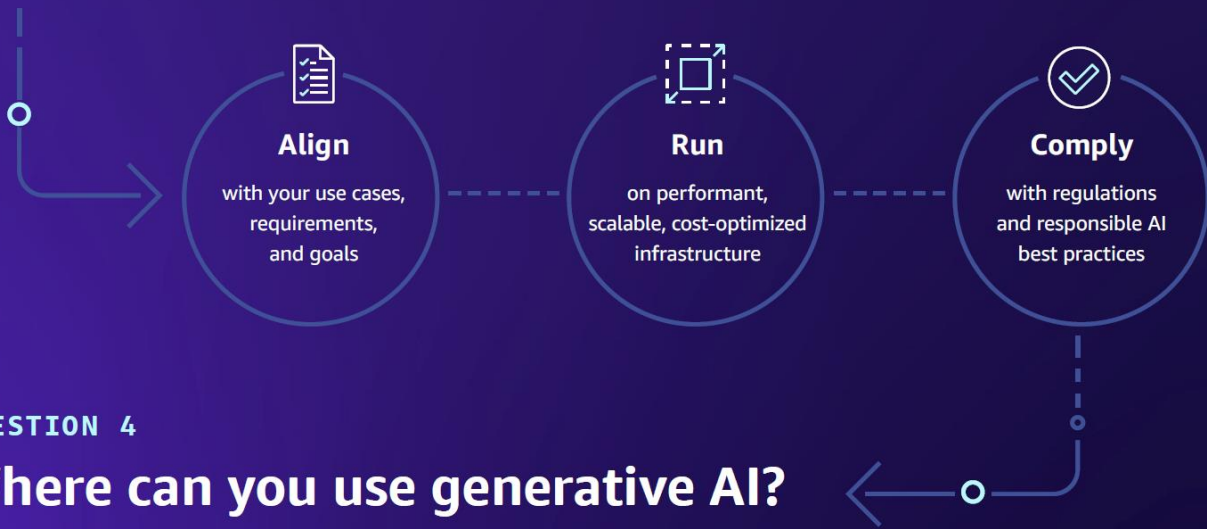 Align
with your use cases,
requirements,
and goals
Run
on performant,
scalable, cost-optimized
infrastructure
Comply
with regulations
and responsible AI
best practices
ESTION 4
here can you use generative AI?